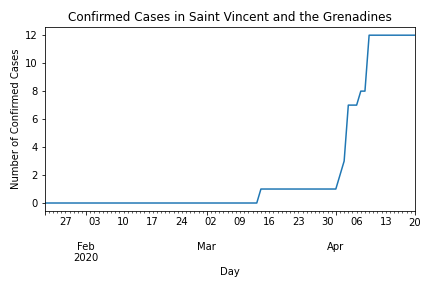 Confirmed Cases in Saint Vincent and the Grenadines
Number of Confirmed Cases
12
10
8
6
4
2
0
27 03 10 17 24 02 09 16 23 30 06 13 20
Feb Mar Apr
2020
Day